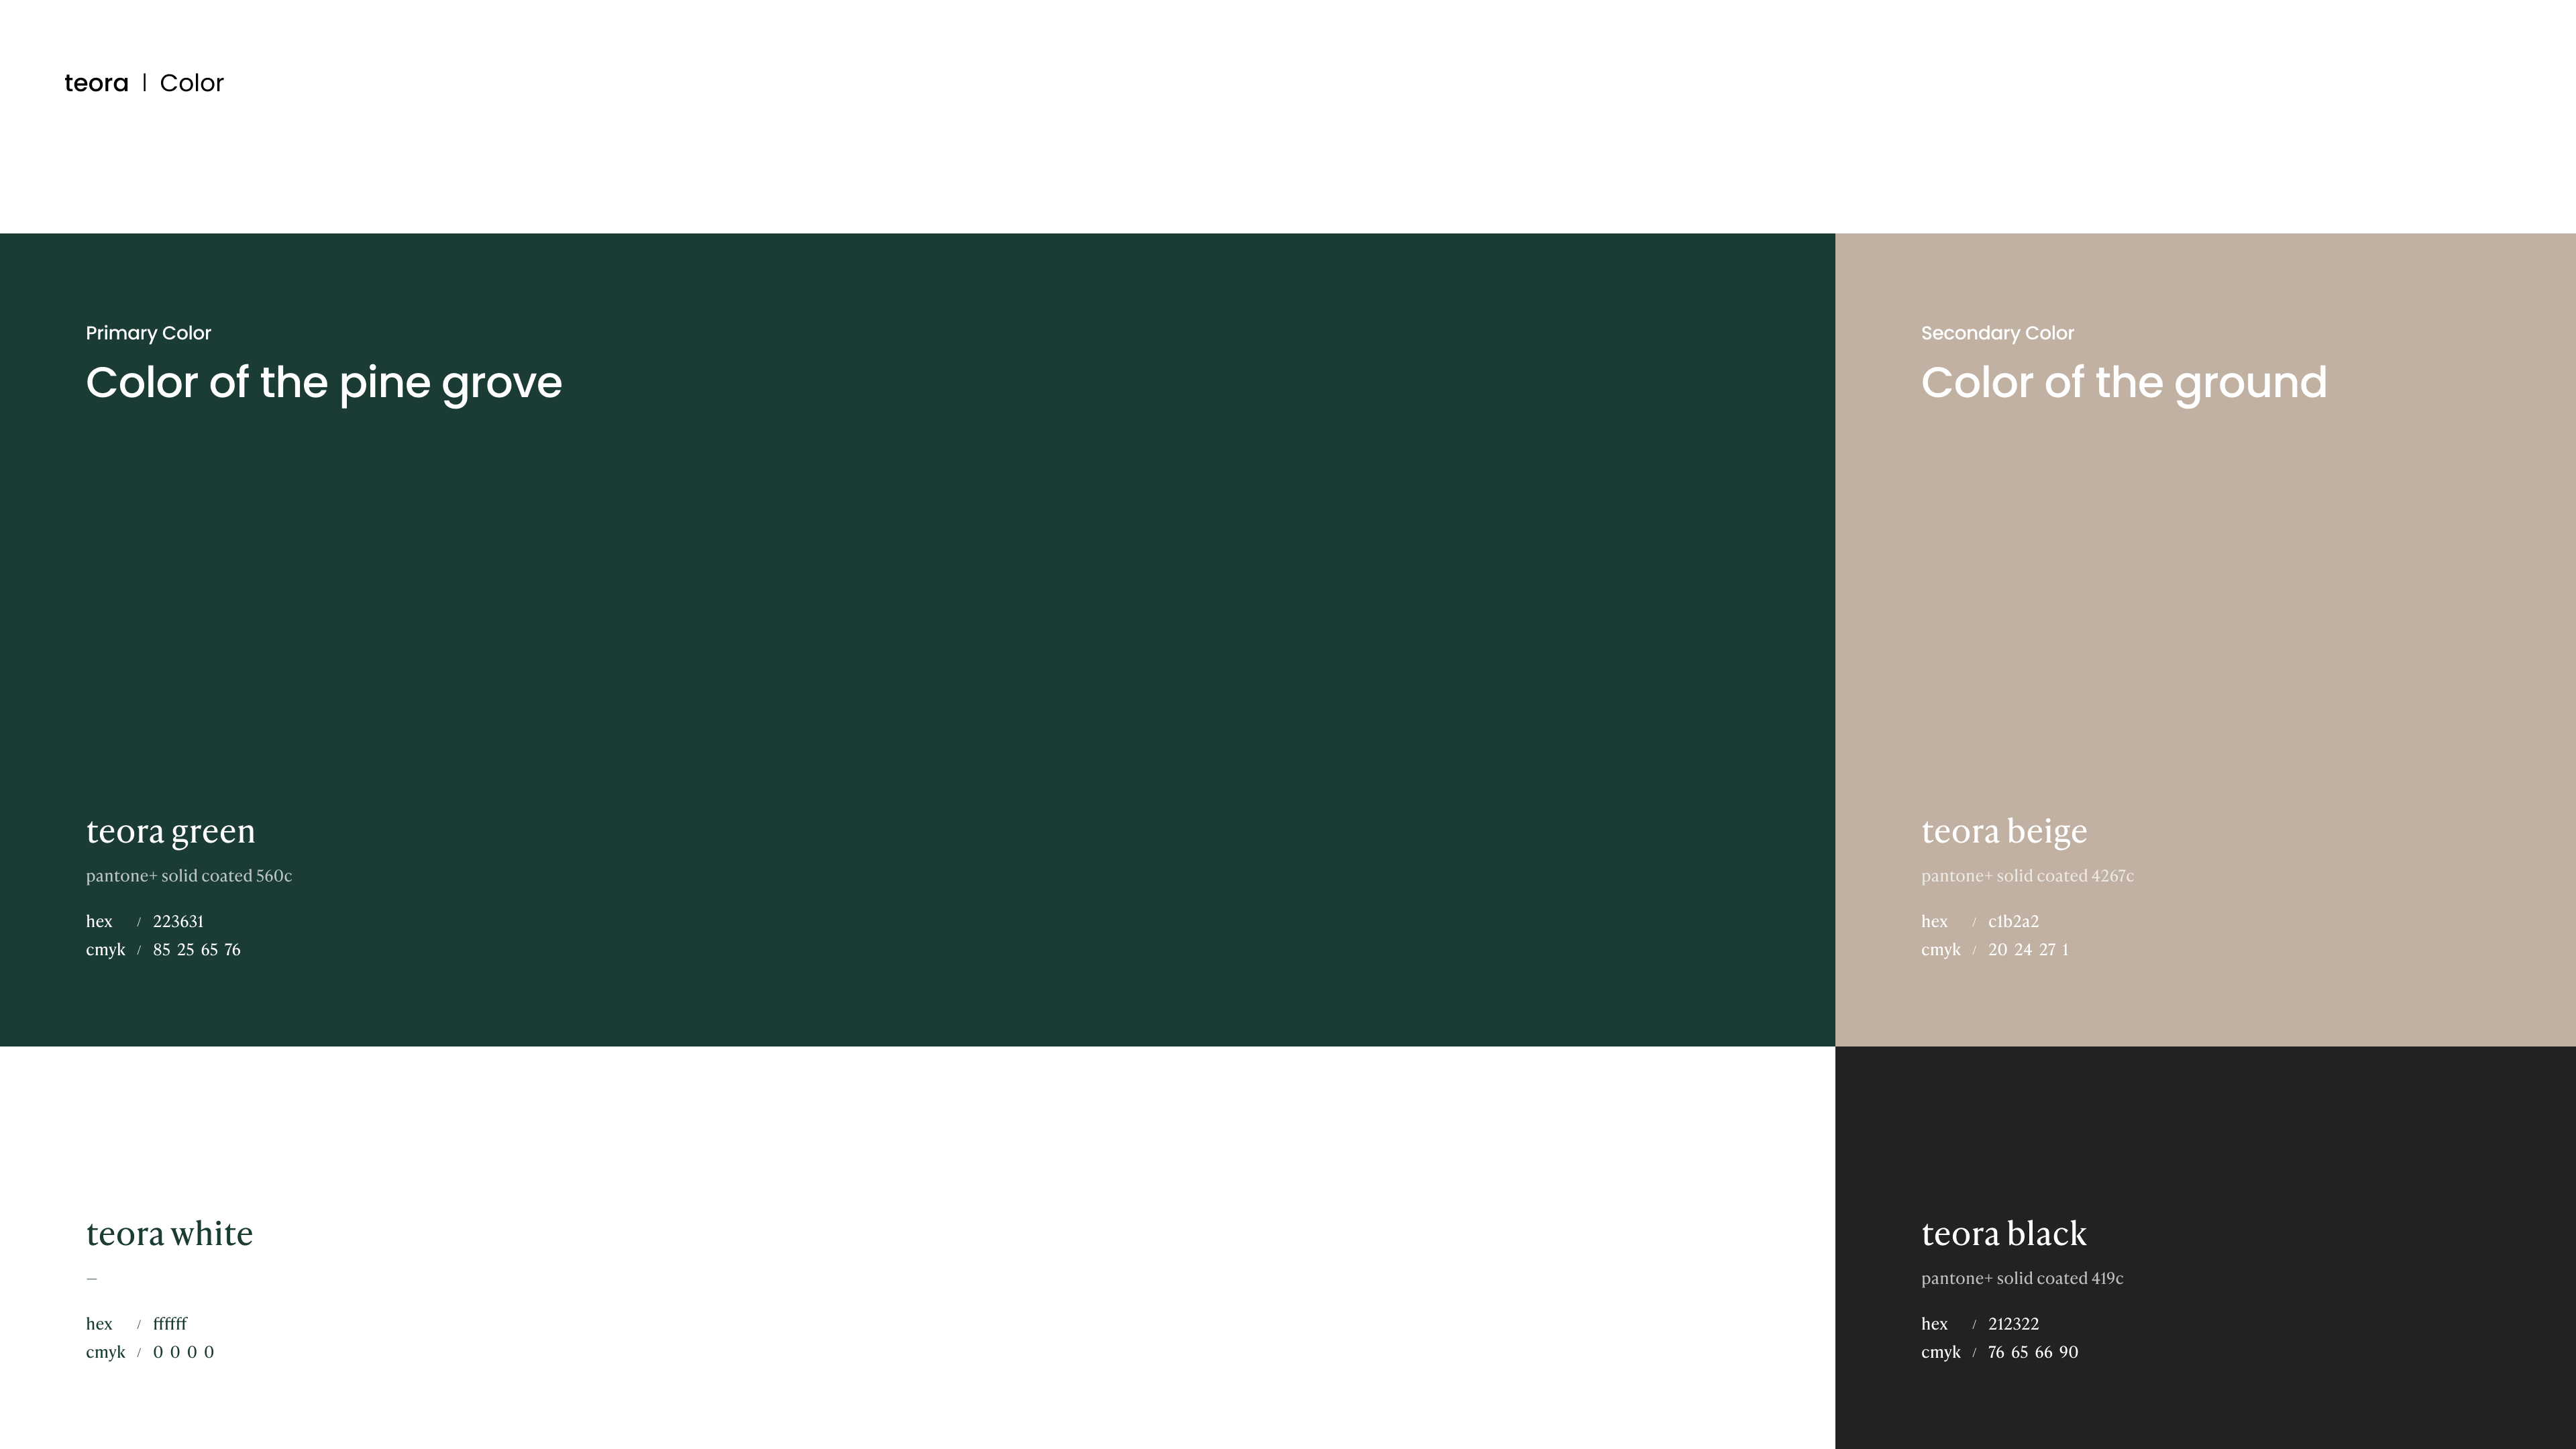 teora | Color
Primary Color
Color of the pine grove
teora green
pantone+ solid coated 560c
hex / 223631
cmyk / 85 25 65 76
Secondary Color
Color of the ground
teora beige
pantone+ solid coated 4267c
hex / c1b2a2
cmyk / 20 24 27 1
teora white
—
hex / ffffff
cmyk / 0 0 0 0
teora black
pantone+ solid coated 419c
hex / 212322
cmyk / 76 65 66 90